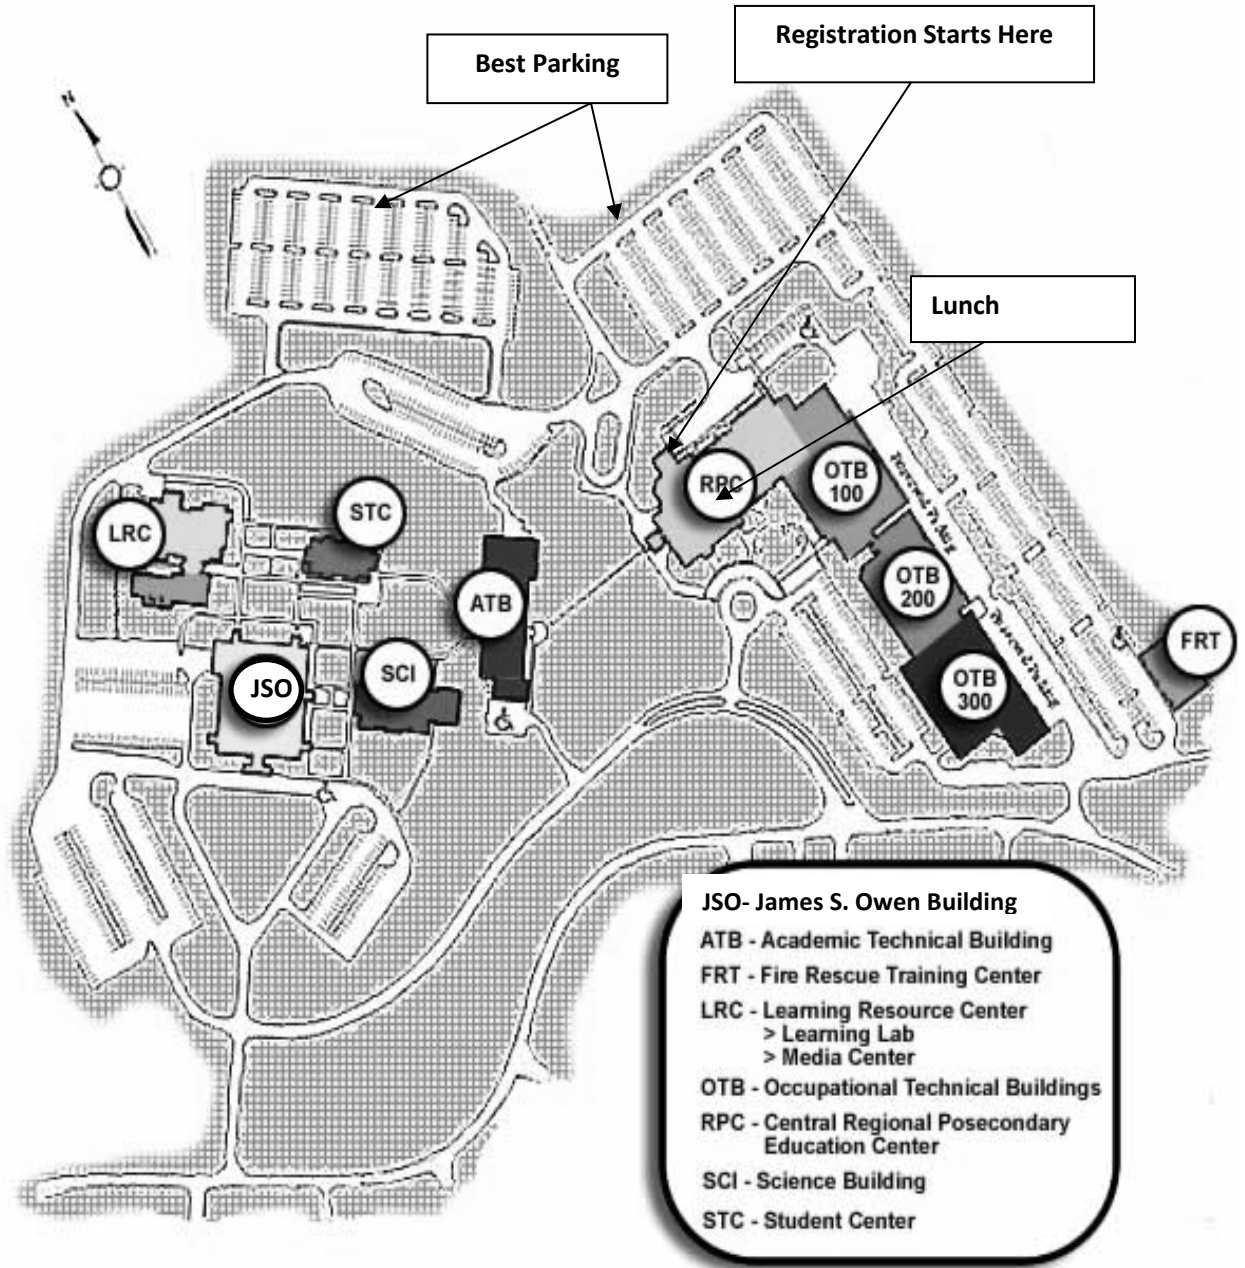 Registration Starts Here
Best Parking
N
Lunch
RPC
OTB
100
STC
LRC
OTB
200
ATB
FRT
SCI
JSO
OTB
300
JSO- James S. Owen Building
ATB - Academic Technical Building
FRT - Fire Rescue Training Center
LRC - Learning Resource Center
> Learning Lab
> Media Center
OTB - Occupational Technical Buildings
RPC - Central Regional Posecondary
Education Center
SCI - Science Building
STC - Student Center